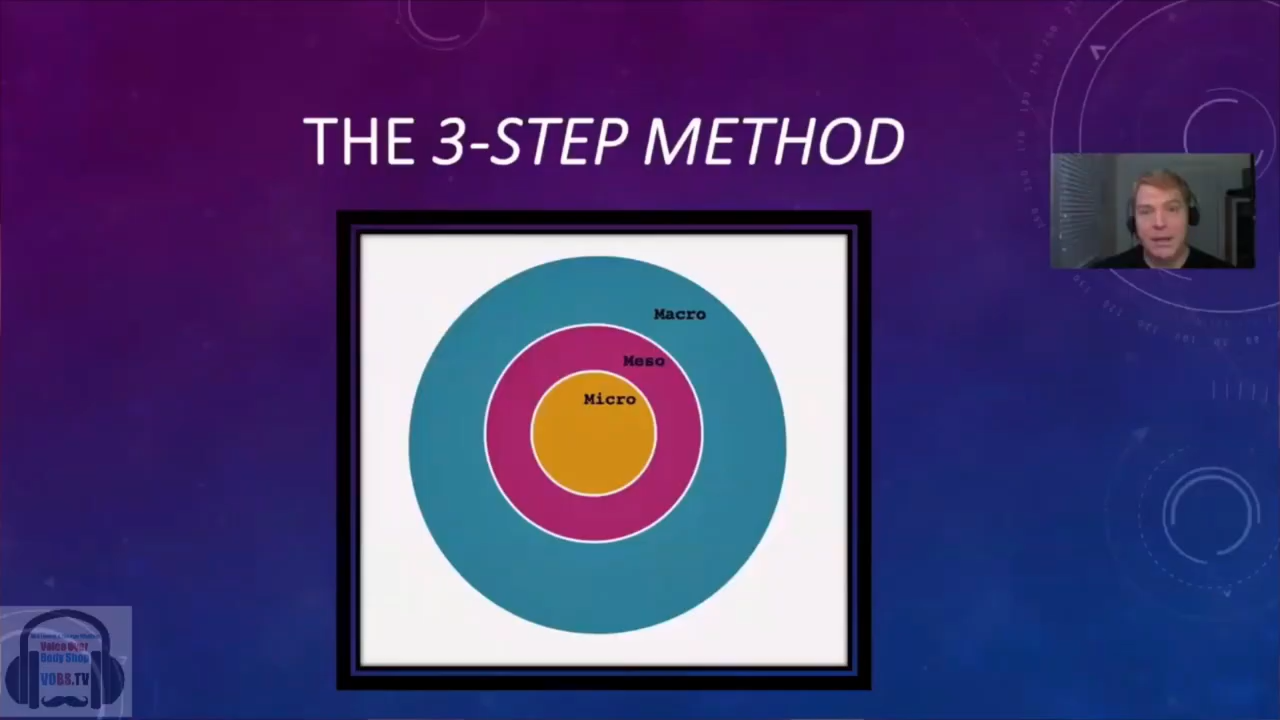 THE 3-STEP METHOD
Macro
Meso
Micro
Voice Over
Body Shop
VOBS.TV